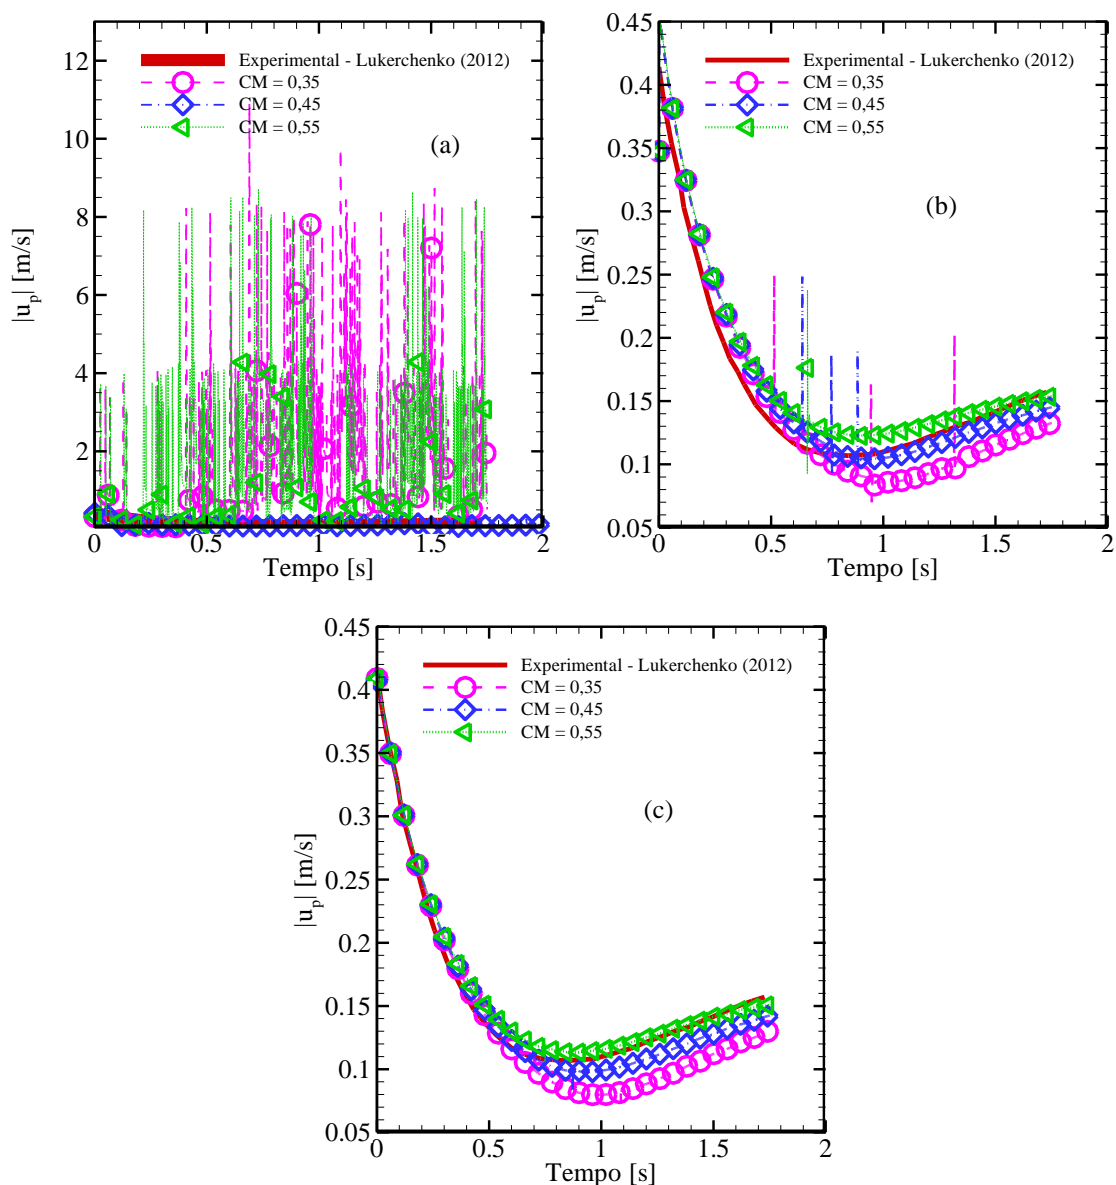 12
10
8
6
4
2
|u_p| [m/s]
Experimental - Lukerchenko (2012)
CM = 0,35
CM = 0,45
CM = 0,55
(a)
0 0.5 1 1.5 2
Tempo [s]
0.45
0.4
0.35
0.3
0.25
0.2
0.15
0.1
0.05
|u_p| [m/s]
Experimental - Lukerchenko (2012)
CM = 0,35
CM = 0,45
CM = 0,55
(b)
0 0.5 1 1.5 2
Tempo [s]
0.45
0.4
0.35
0.3
0.25
0.2
0.15
0.1
0.05
|u_p| [m/s]
Experimental - Lukerchenko (2012)
CM = 0,35
CM = 0,45
CM = 0,55
(c)
0 0.5 1 1.5 2
Tempo [s]